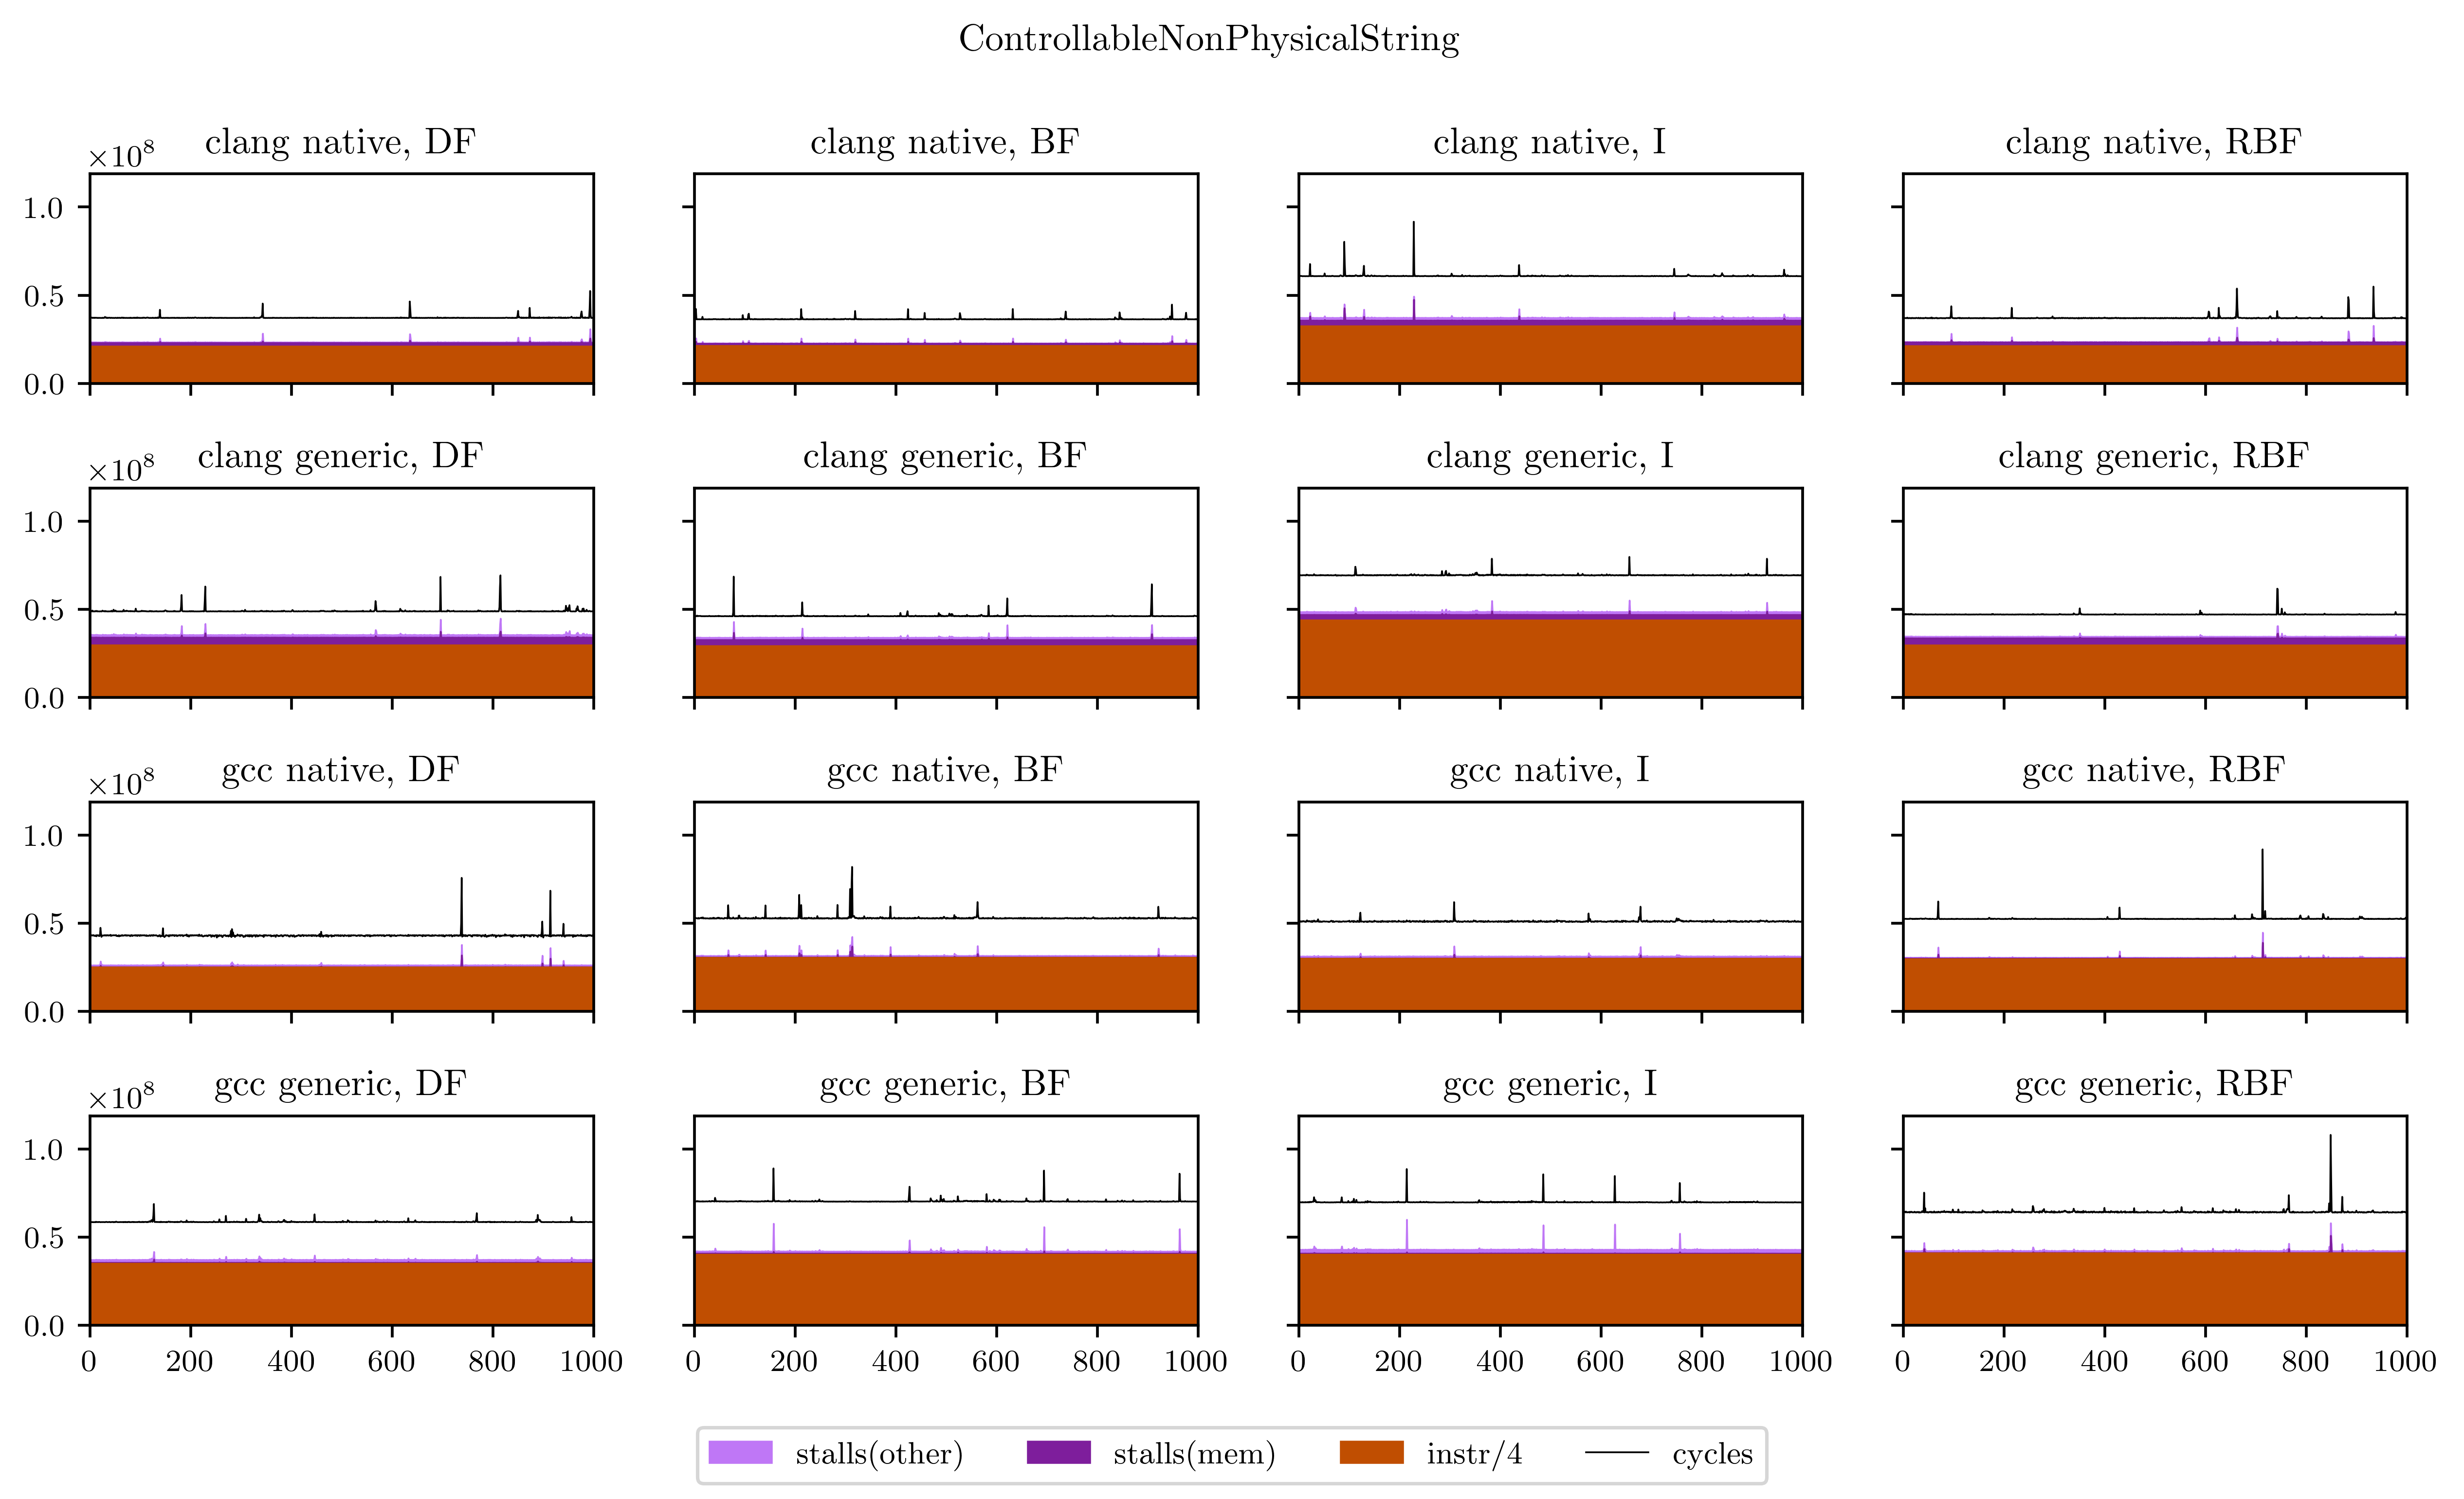 ControllableNonPhysicalString
clang native, DF
clang native, BF
clang native, I
clang native, RBF
×10⁸
1.0
0.5
0.0
clang generic, DF
clang generic, BF
clang generic, I
clang generic, RBF
×10⁸
1.0
0.5
0.0
gcc native, DF
gcc native, BF
gcc native, I
gcc native, RBF
×10⁸
1.0
0.5
0.0
gcc generic, DF
gcc generic, BF
gcc generic, I
gcc generic, RBF
×10⁸
1.0
0.5
0.0
0 200 400 600 800 1000
0 200 400 600 800 1000
0 200 400 600 800 1000
0 200 400 600 800 1000
stalls(other) stalls(mem) instr/4 cycles